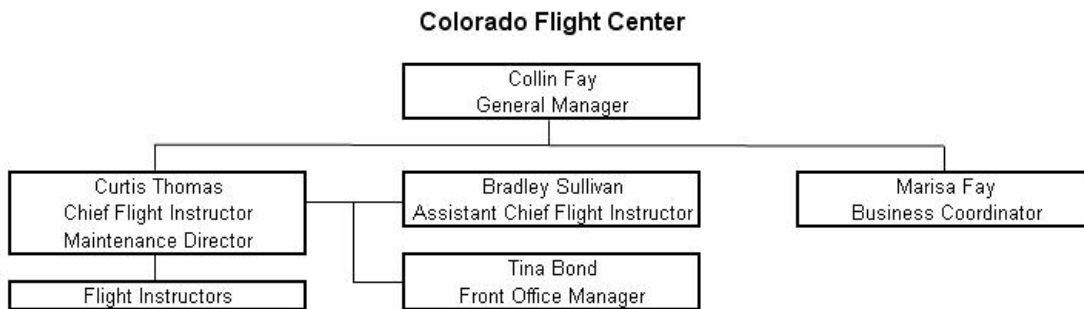 Colorado Flight Center
Collin Fay
General Manager
Curtis Thomas
Chief Flight Instructor
Maintenance Director
Bradley Sullivan
Assistant Chief Flight Instructor
Marisa Fay
Business Coordinator
Flight Instructors
Tina Bond
Front Office Manager